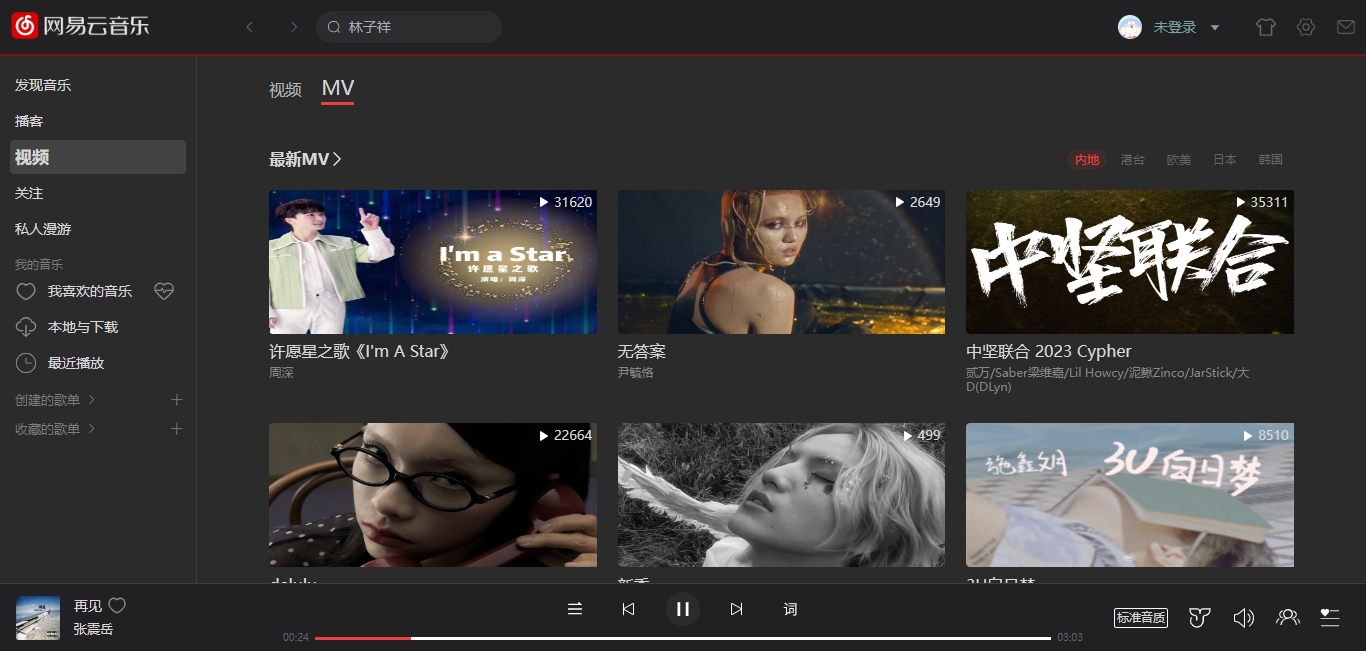 网易云音乐
林子祥
未登录
发现音乐
播客
视频
关注
私人漫游
我的音乐
我喜欢的音乐
本地与下载
最近播放
创建的歌单
收藏的歌单
视频 MV
最新MV
内地 港台 欧美 日本 韩国
31620
I'm a Star
许愿星之歌
演唱：周深
许愿星之歌《I'm A Star》
周深
2649
无答案
尹毓恪
35311
中坚联合
中坚联合 2023 Cypher
贰万/Saber梁维嘉/Lil Howcy/泥鳅Zinco/JarStick/大
D(DLyn)
22664
499
8510
施鑫文月
3U向日梦
再见
张震岳
词
00:24
03:03
标准音质